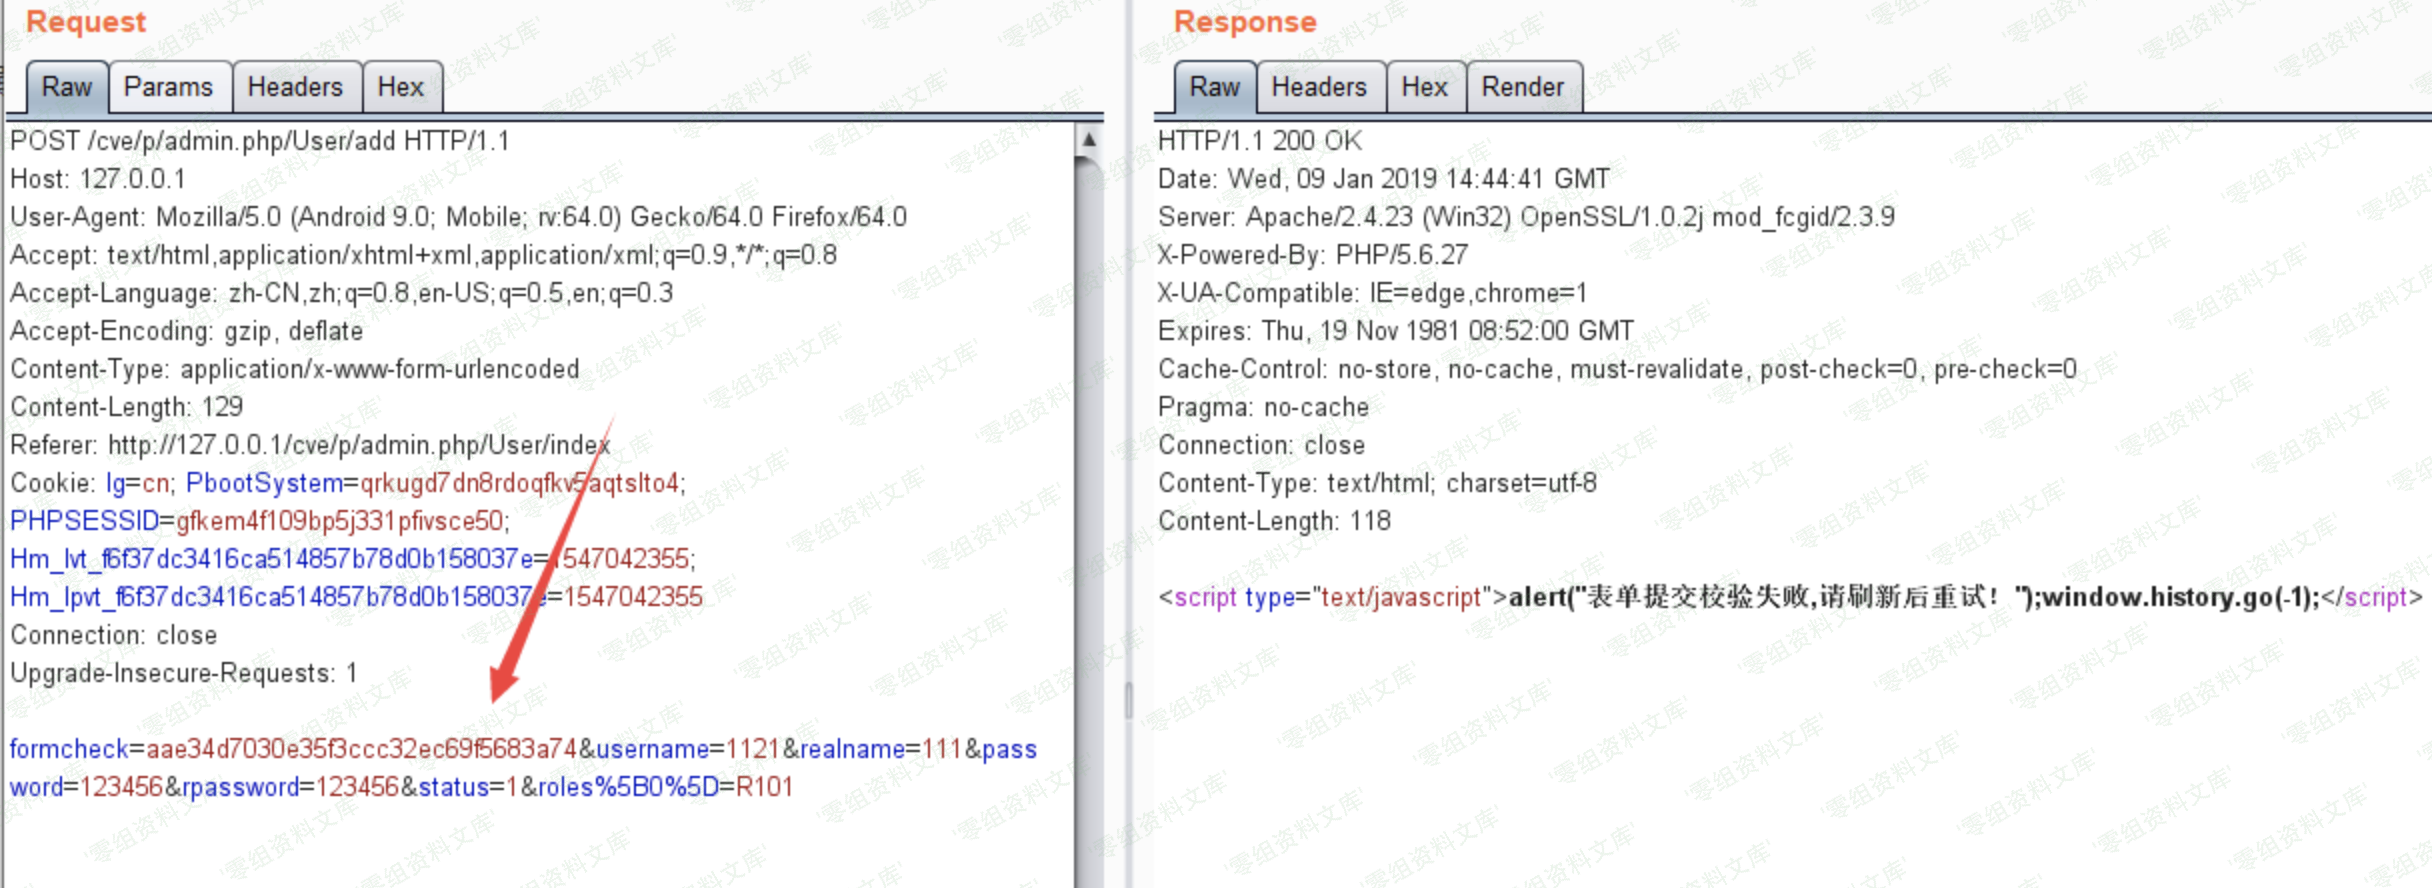 Request
Raw Params Headers Hex
POST /cve/p/admin.php/User/add HTTP/1.1
Host: 127.0.0.1
User-Agent: Mozilla/5.0 (Android 9.0; Mobile; rv:64.0) Gecko/64.0 Firefox/64.0
Accept: text/html,application/xhtml+xml,application/xml;q=0.9,*/*;q=0.8
Accept-Language: zh-CN,zh;q=0.8,en-US;q=0.5,en;q=0.3
Accept-Encoding: gzip, deflate
Content-Type: application/x-www-form-urlencoded
Content-Length: 129
Referer: http://127.0.0.1/cve/p/admin.php/User/index
Cookie: lg=cn; PbootSystem=qrkugd7dn8rdoqfkv5aqtslto4;
PHPSESSID=gfkem4f109bp5j331pfivsce50;
Hm_lvt_f6f37dc3416ca514857b78d0b158037e=1547042355;
Hm_lpvt_f6f37dc3416ca514857b78d0b158037e=1547042355
Connection: close
Upgrade-Insecure-Requests: 1
formcheck=aae34d7030e35f3ccc32ec69f5683a74&username=1121&realname=111&pass
word=123456&rpassword=123456&status=1&roles%5B0%5D=R101
Response
Raw Headers Hex Render
HTTP/1.1 200 OK
Date: Wed, 09 Jan 2019 14:44:41 GMT
Server: Apache/2.4.23 (Win32) OpenSSL/1.0.2j mod_fcgid/2.3.9
X-Powered-By: PHP/5.6.27
X-UA-Compatible: IE=edge,chrome=1
Expires: Thu, 19 Nov 1981 08:52:00 GMT
Cache-Control: no-store, no-cache, must-revalidate, post-check=0, pre-check=0
Pragma: no-cache
Connection: close
Content-Type: text/html; charset=utf-8
Content-Length: 118
<script type="text/javascript">alert("表单提交校验失败,请刷新后重试！");window.history.go(-1);</script>
零组资料文库